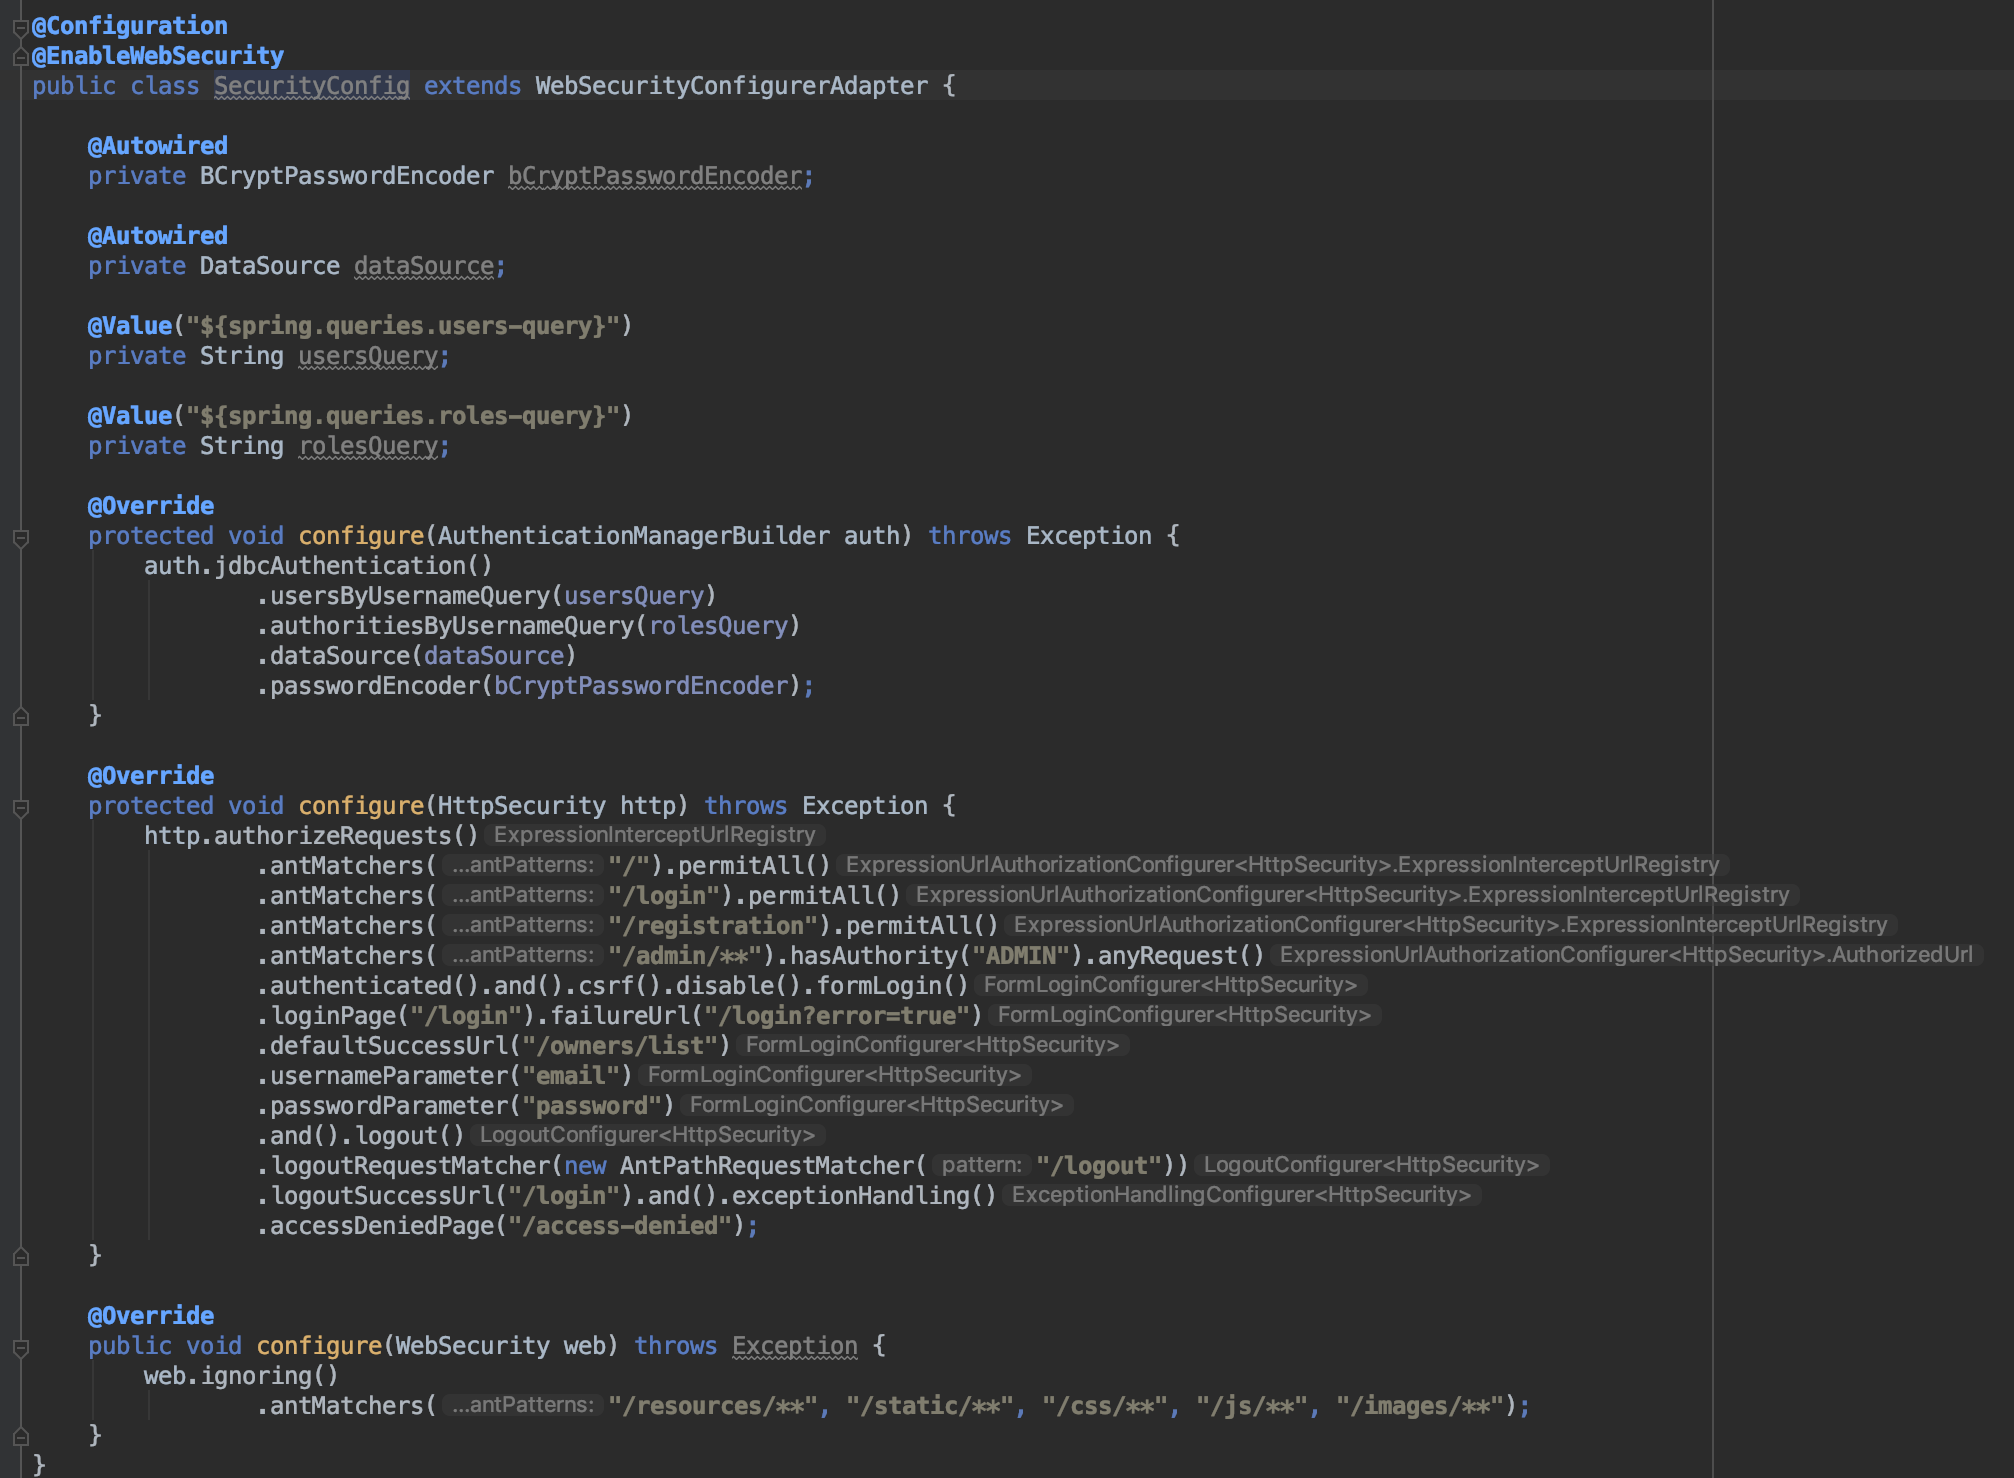 @Configuration
@EnableWebSecurity
public class SecurityConfig extends WebSecurityConfigurerAdapter {
@Autowired
private BCryptPasswordEncoder bCryptPasswordEncoder;
@Autowired
private DataSource dataSource;
@Value("${spring.queries.users-query}")
private String usersQuery;
@Value("${spring.queries.roles-query}")
private String rolesQuery;
@Override
protected void configure(AuthenticationManagerBuilder auth) throws Exception {
auth.jdbcAuthentication()
.usersByUsernameQuery(usersQuery)
.authoritiesByUsernameQuery(rolesQuery)
.dataSource(dataSource)
.passwordEncoder(bCryptPasswordEncoder);
}
@Override
protected void configure(HttpSecurity http) throws Exception {
http.authorizeRequests() ExpressionInterceptUrlRegistry
.antMatchers( ...antPatterns: "/").permitAll() ExpressionUrlAuthorizationConfigurer<HttpSecurity>.ExpressionInterceptUrlRegistry
.antMatchers( ...antPatterns: "/login").permitAll() ExpressionUrlAuthorizationConfigurer<HttpSecurity>.ExpressionInterceptUrlRegistry
.antMatchers( ...antPatterns: "/registration").permitAll() ExpressionUrlAuthorizationConfigurer<HttpSecurity>.ExpressionInterceptUrlRegistry
.antMatchers( ...antPatterns: "/admin/**").hasAuthority("ADMIN").anyRequest() ExpressionUrlAuthorizationConfigurer<HttpSecurity>.AuthorizedUrl
.authenticated().and().csrf().disable().formLogin() FormLoginConfigurer<HttpSecurity>
.loginPage("/login").failureUrl("/login?error=true") FormLoginConfigurer<HttpSecurity>
.defaultSuccessUrl("/owners/list") FormLoginConfigurer<HttpSecurity>
.usernameParameter("email") FormLoginConfigurer<HttpSecurity>
.passwordParameter("password") FormLoginConfigurer<HttpSecurity>
.and().logout() LogoutConfigurer<HttpSecurity>
.logoutRequestMatcher(new AntPathRequestMatcher( pattern: "/logout")) LogoutConfigurer<HttpSecurity>
.logoutSuccessUrl("/login").and().exceptionHandling() ExceptionHandlingConfigurer<HttpSecurity>
.accessDeniedPage("/access-denied");
}
@Override
public void configure(WebSecurity web) throws Exception {
web.ignoring()
.antMatchers( ...antPatterns: "/resources/**", "/static/**", "/css/**", "/js/**", "/images/**");
}
}